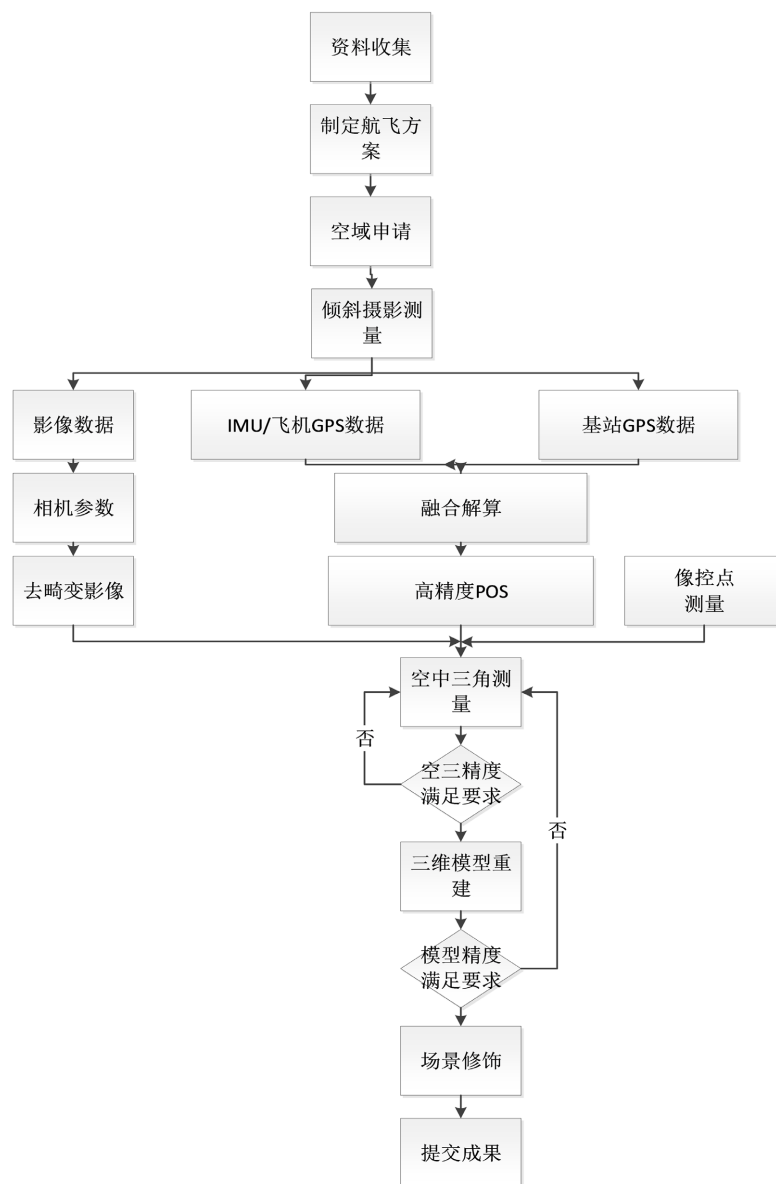 资料收集
制定航飞方
案
空域申请
倾斜摄影测
量
影像数据
IMU/飞机GPS数据
基站GPS数据
相机参数
融合解算
去畸变影像
高精度POS
像控点
测量
空中三角测
量
否
空三精度
满足要求
否
三维模型重
建
模型精度
满足要求
场景修饰
提交成果